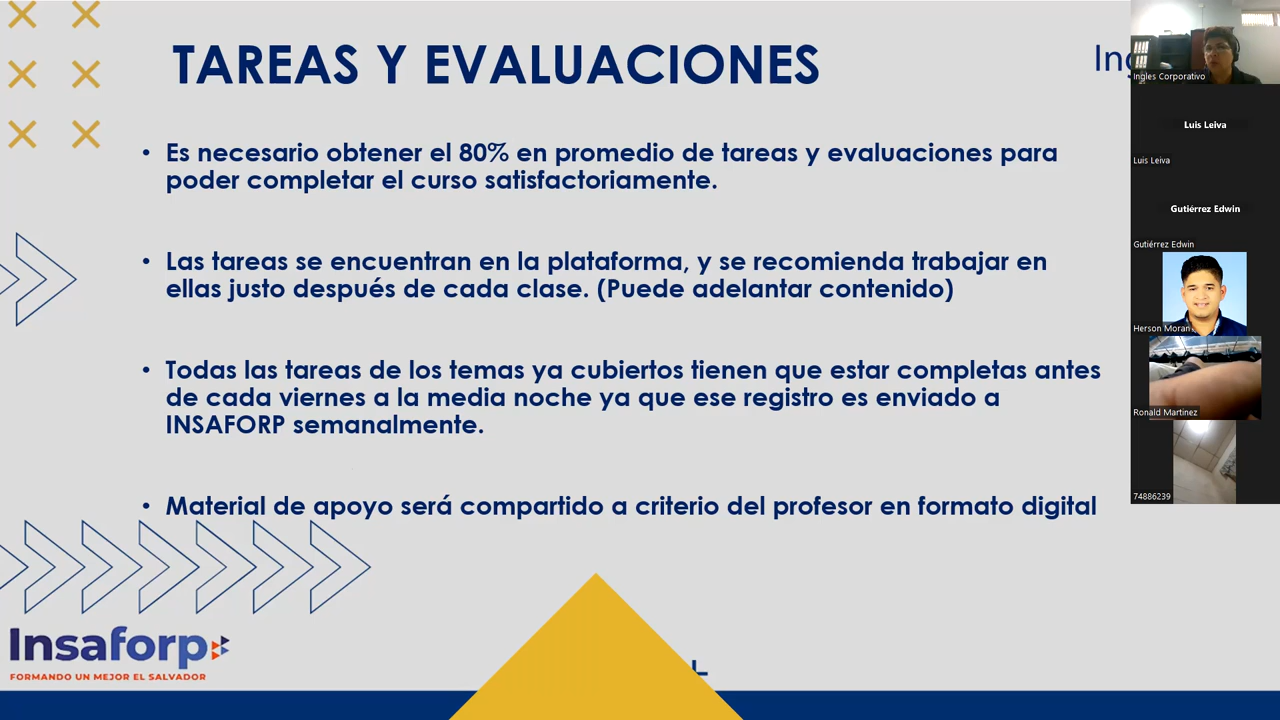 TAREAS Y EVALUACIONES
• Es necesario obtener el 80% en promedio de tareas y evaluaciones para
poder completar el curso satisfactoriamente.
• Las tareas se encuentran en la plataforma, y se recomienda trabajar en
ellas justo después de cada clase. (Puede adelantar contenido)
• Todas las tareas de los temas ya cubiertos tienen que estar completas antes
de cada viernes a la media noche ya que ese registro es enviado a
INSAFORP semanalmente.
• Material de apoyo será compartido a criterio del profesor en formato digital
Insaforp
FORMANDO UN MEJOR EL SALVADOR
Ingles Corporativo
Luis Leiva
Luis Leiva
Gutiérrez Edwin
Gutiérrez Edwin
Herson Moran
Ronald Martinez
74886239